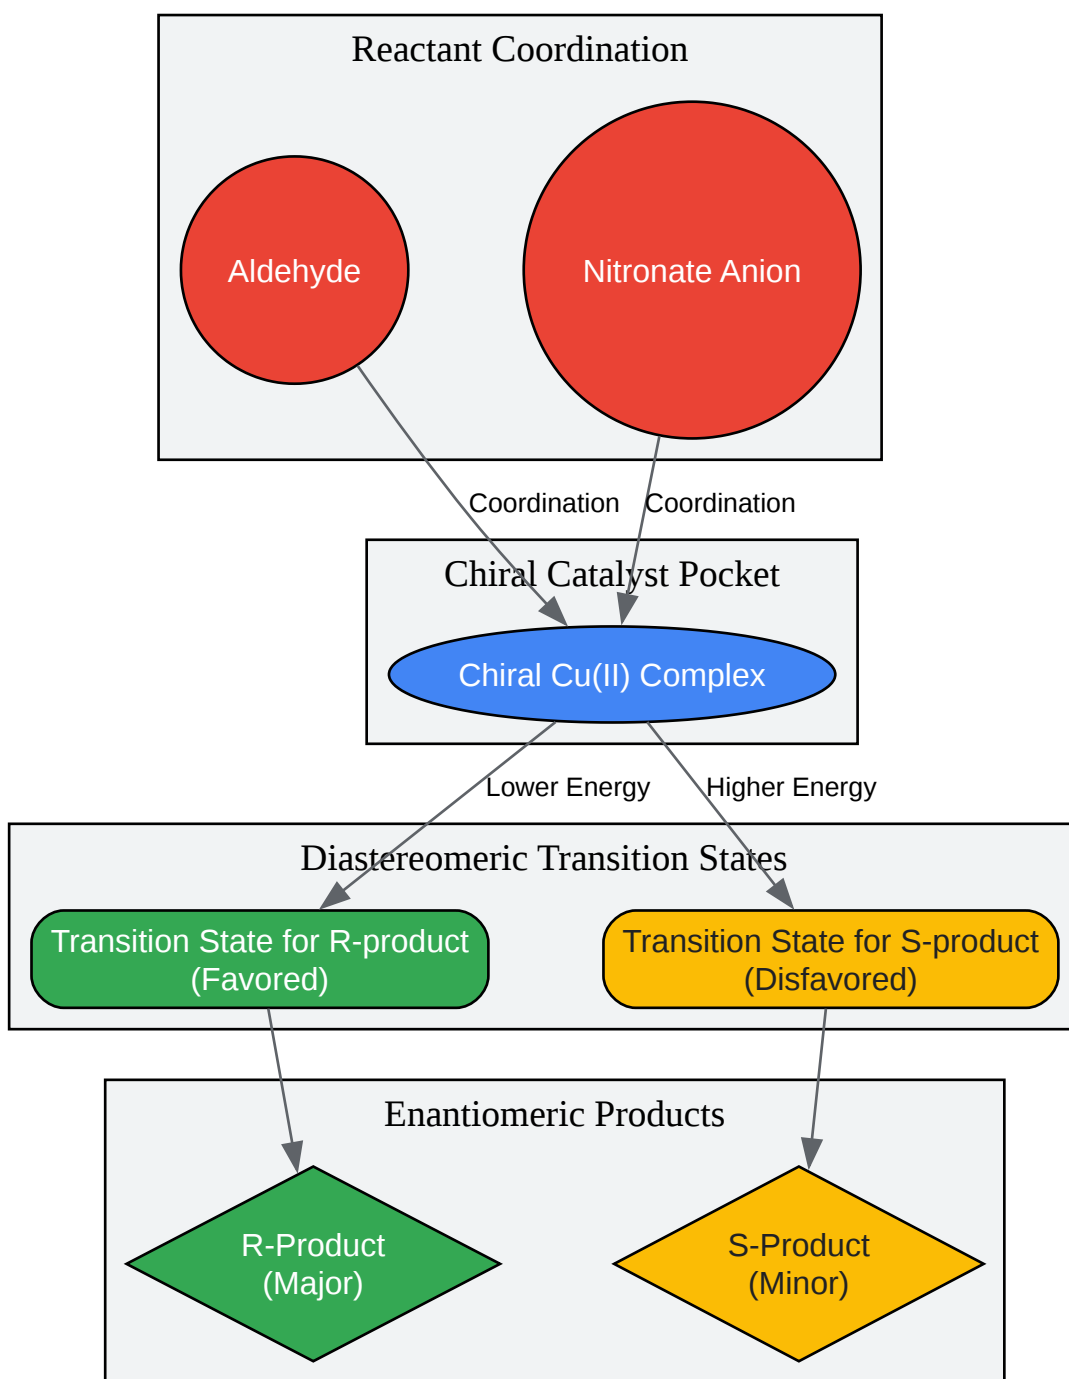 Reactant Coordination
Aldehyde
Nitronate Anion
Coordination
Coordination
Chiral Catalyst Pocket
Chiral Cu(II) Complex
Lower Energy
Higher Energy
Diastereomeric Transition States
Transition State for R-product
(Favored)
Transition State for S-product
(Disfavored)
Enantiomeric Products
R-Product
(Major)
S-Product
(Minor)